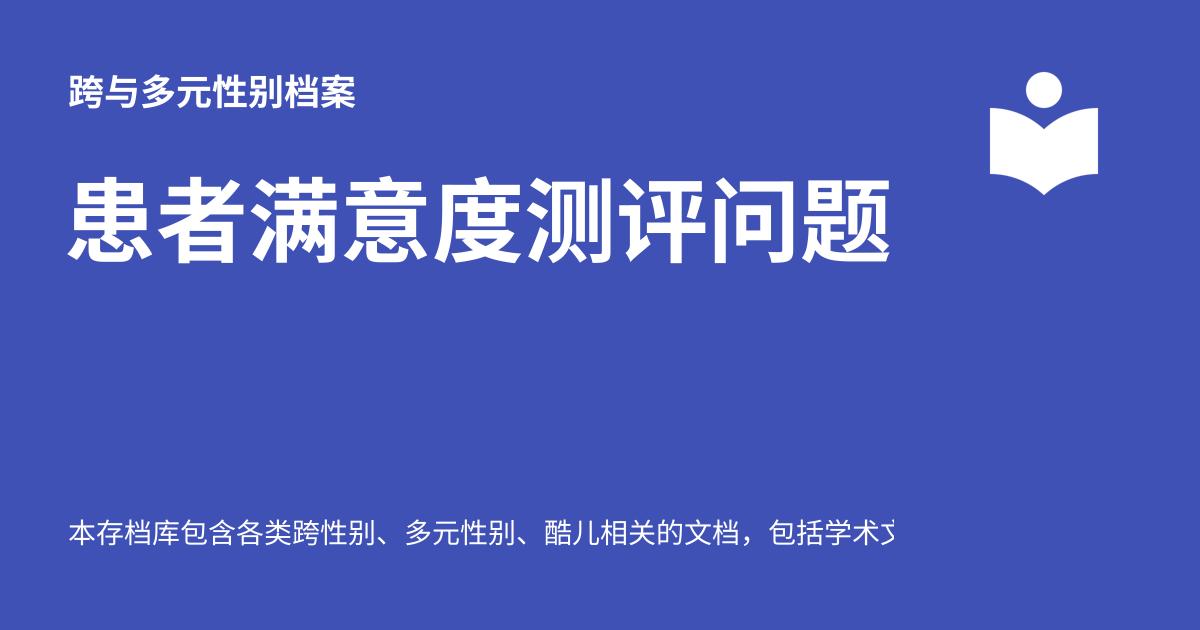 跨与多元性别档案
患者满意度测评问题
本存档库包含各类跨性别、多元性别、酷儿相关的文档，包括学术